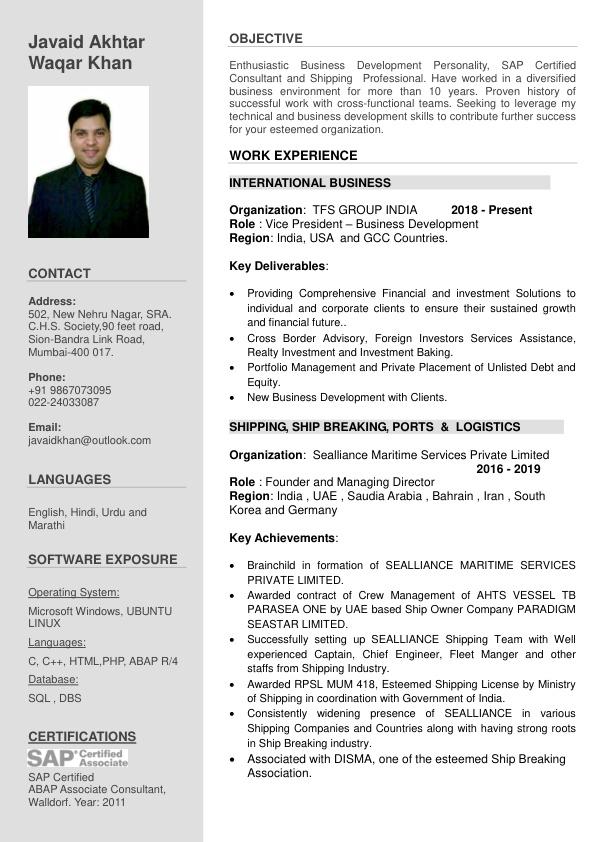 Javaid Akhtar
Waqar Khan
CONTACT
Address:
502, New Nehru Nagar, SRA.
C.H.S. Society,90 feet road,
Sion-Bandra Link Road,
Mumbai-400 017.
Phone:
+91 9867073095
022-24033087
Email:
javaidkhan@outlook.com
LANGUAGES
English, Hindi, Urdu and
Marathi
SOFTWARE EXPOSURE
Operating System:
Microsoft Windows, UBUNTU
LINUX
Languages:
C, C++, HTML,PHP, ABAP R/4
Database:
SQL , DBS
CERTIFICATIONS
SAP® Certified
Associate
SAP Certified
ABAP Associate Consultant,
Walldorf. Year: 2011
OBJECTIVE
Enthusiastic Business Development Personality, SAP Certified
Consultant and Shipping Professional. Have worked in a diversified
business environment for more than 10 years. Proven history of
successful work with cross-functional teams. Seeking to leverage my
technical and business development skills to contribute further success
for your esteemed organization.
WORK EXPERIENCE
INTERNATIONAL BUSINESS
Organization: TFS GROUP INDIA 2018 - Present
Role : Vice President – Business Development
Region: India, USA and GCC Countries.
Key Deliverables:
• Providing Comprehensive Financial and investment Solutions to
individual and corporate clients to ensure their sustained growth
and financial future..
• Cross Border Advisory, Foreign Investors Services Assistance,
Realty Investment and Investment Baking.
• Portfolio Management and Private Placement of Unlisted Debt and
Equity.
• New Business Development with Clients.
SHIPPING, SHIP BREAKING, PORTS & LOGISTICS
Organization: Sealliance Maritime Services Private Limited
2016 - 2019
Role : Founder and Managing Director
Region: India , UAE , Saudia Arabia , Bahrain , Iran , South
Korea and Germany
Key Achievements:
• Brainchild in formation of SEALLIANCE MARITIME SERVICES
PRIVATE LIMITED.
• Awarded contract of Crew Management of AHTS VESSEL TB
PARASEA ONE by UAE based Ship Owner Company PARADIGM
SEASTAR LIMITED.
• Successfully setting up SEALLIANCE Shipping Team with Well
experienced Captain, Chief Engineer, Fleet Manger and other
staffs from Shipping Industry.
• Awarded RPSL MUM 418, Esteemed Shipping License by Ministry
of Shipping in coordination with Government of India.
• Consistently widening presence of SEALLIANCE in various
Shipping Companies and Countries along with having strong roots
in Ship Breaking industry.
• Associated with DISMA, one of the esteemed Ship Breaking
Association.